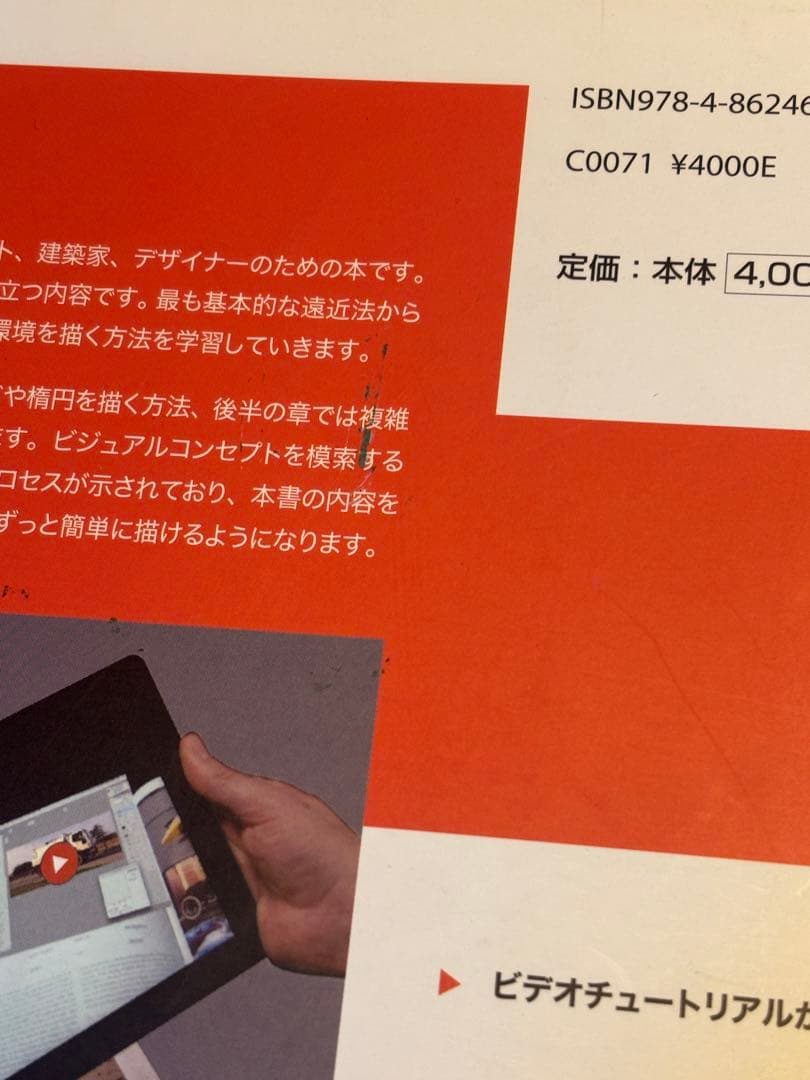 ISBN978-4-86246
C0071 ¥4000E
定価：本体 4,00
ト、建築家、デザイナーのための本です。
立つ内容です。最も基本的な遠近法から
環境を描く方法を学習していきます。
や楕円を描く方法、後半の章では複雑
ます。ビジュアルコンセプトを模索する
ロセスが示されており、本書の内容を
ずっと簡単に描けるようになります。
▶ ビデオチュートリアルが